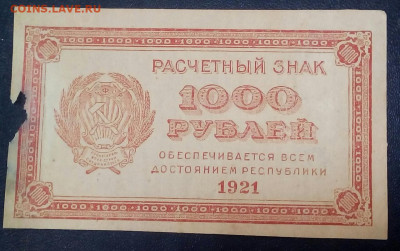 COINS.LAVE.RU
РАСЧЕТНЫЙ ЗНАК
1000
РУБЛЕЙ
ОБЕСПЕЧИВАЕТСЯ ВСЕМ
ДОСТОЯНИЕМ РЕСПУБЛИКИ
1921